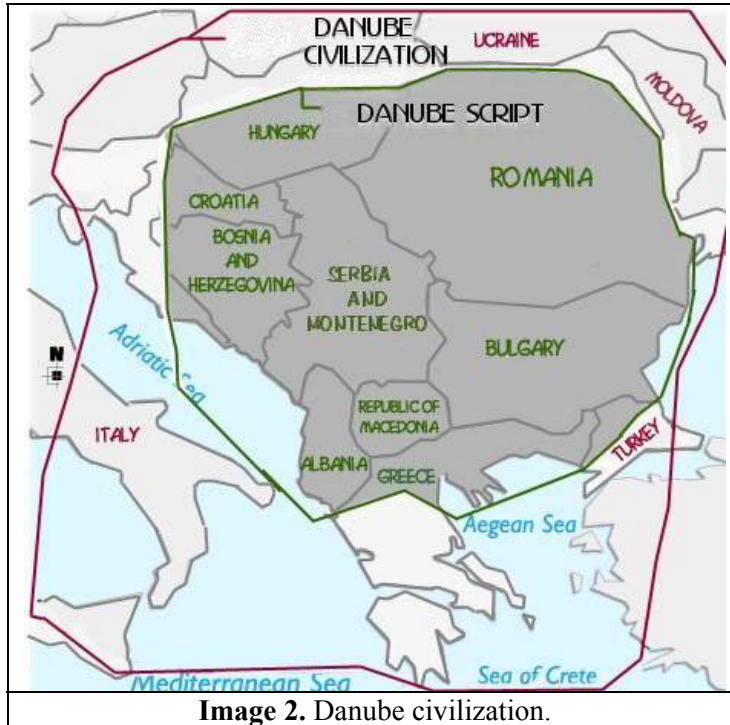 DANUBE
CIVILIZATION
UCRAINE
MOLDOVA
DANUBE SCRIPT
HUNGARY
ROMANIA
CROATIA
BOSNIA
AND
HERZEGOVINA
SERBIA
AND
MONTENEGRO
Adriatic Sea
BULGARY
N
REPUBLIC OF
MACEDONIA
ITALY
TURKEY
ALBANIA
GREECE
Aegean Sea
Sea of Crete
Mediterranean Sea
Image 2. Danube civilization.